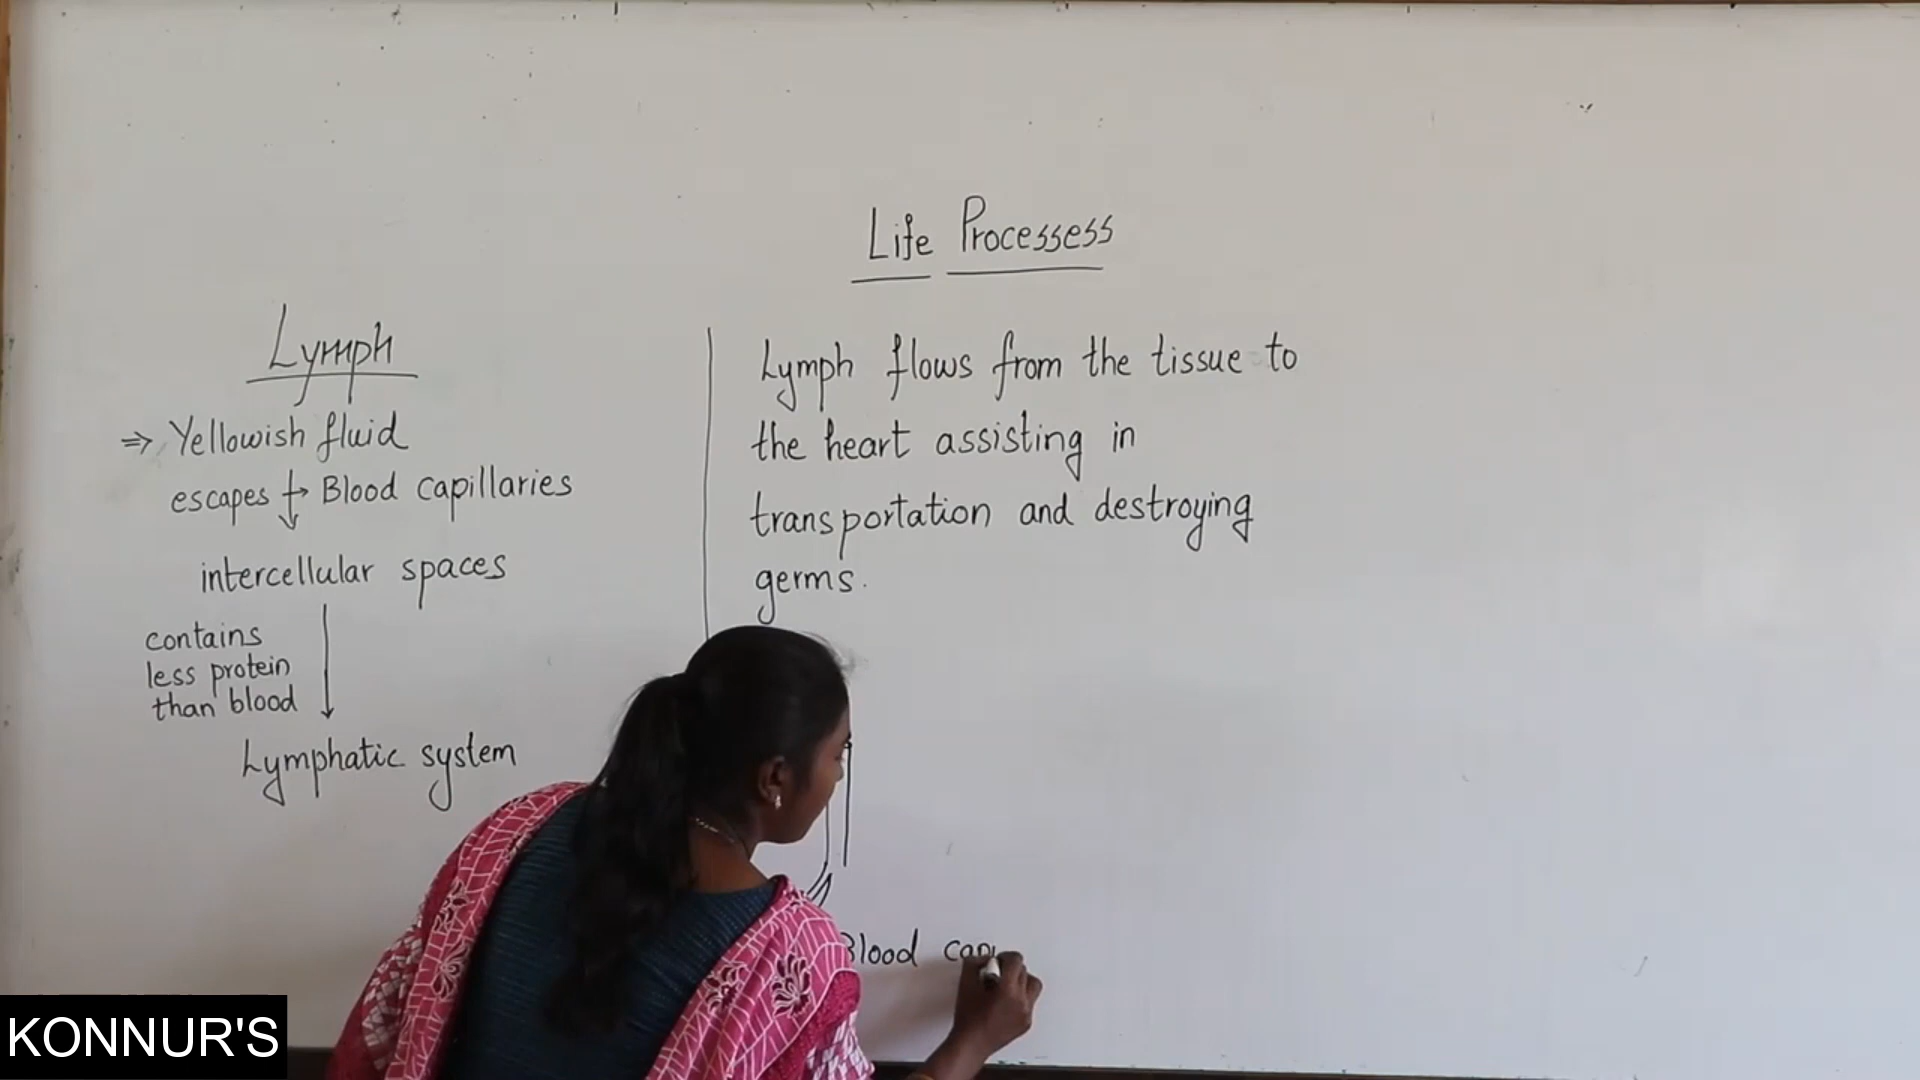 Life Processess
Lymph
⇒ Yellowish fluid
escapes → Blood capillaries
intercellular spaces
contains
less protein
than blood
Lymphatic system
Lymph flows from the tissue to
the heart assisting in
transportation and destroying
germs.
Blood
KONNUR'S